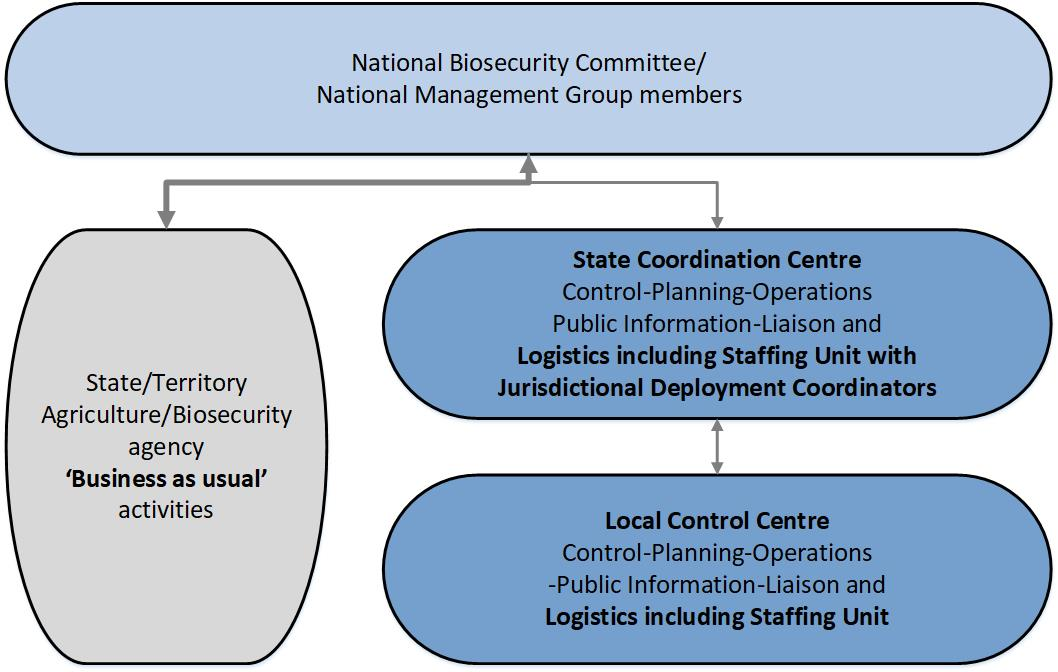 National Biosecurity Committee/
National Management Group members
State/Territory
Agriculture/Biosecurity
agency
‘Business as usual’
activities
State Coordination Centre
Control-Planning-Operations
Public Information-Liaison and
Logistics including Staffing Unit with
Jurisdictional Deployment Coordinators
Local Control Centre
Control-Planning-Operations
-Public Information-Liaison and
Logistics including Staffing Unit